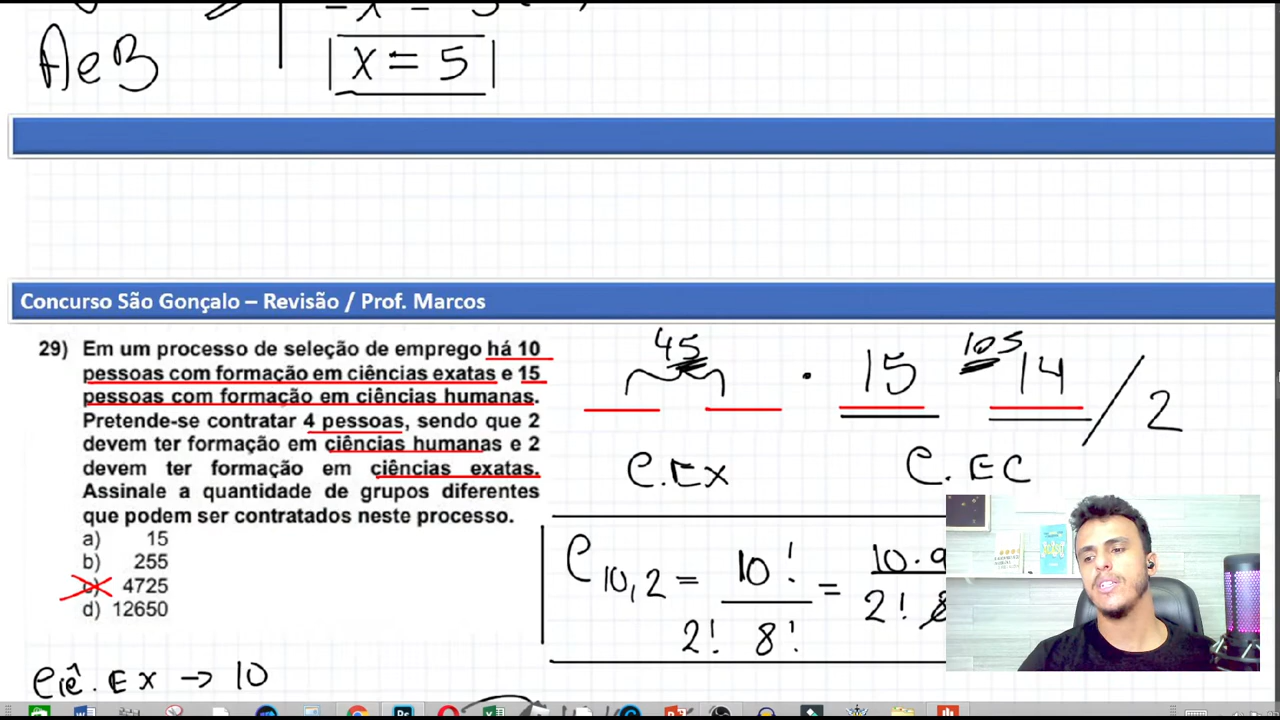 A e B
x = 5
Concurso São Gonçalo – Revisão / Prof. Marcos
29) Em um processo de seleção de emprego há 10
pessoas com formação em ciências exatas e 15
pessoas com formação em ciências humanas.
Pretende-se contratar 4 pessoas, sendo que 2
devem ter formação em ciências humanas e 2
devem ter formação em ciências exatas.
Assinale a quantidade de grupos diferentes
que podem ser contratados neste processo.
a) 15
b) 255
c) 4725
d) 12650
Ciê. Ex → 10
45 105
· 15 14 / 2
C.Ex C. EC
C10,2 = 10! = 10·9
2! 8! 2! 8